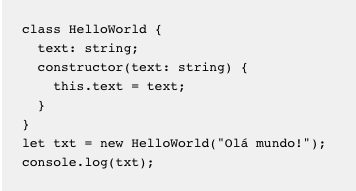 class HelloWorld {
  text: string;
  constructor(text: string) {
    this.text = text;
  }
}
let txt = new HelloWorld("Olá mundo!");
console.log(txt);